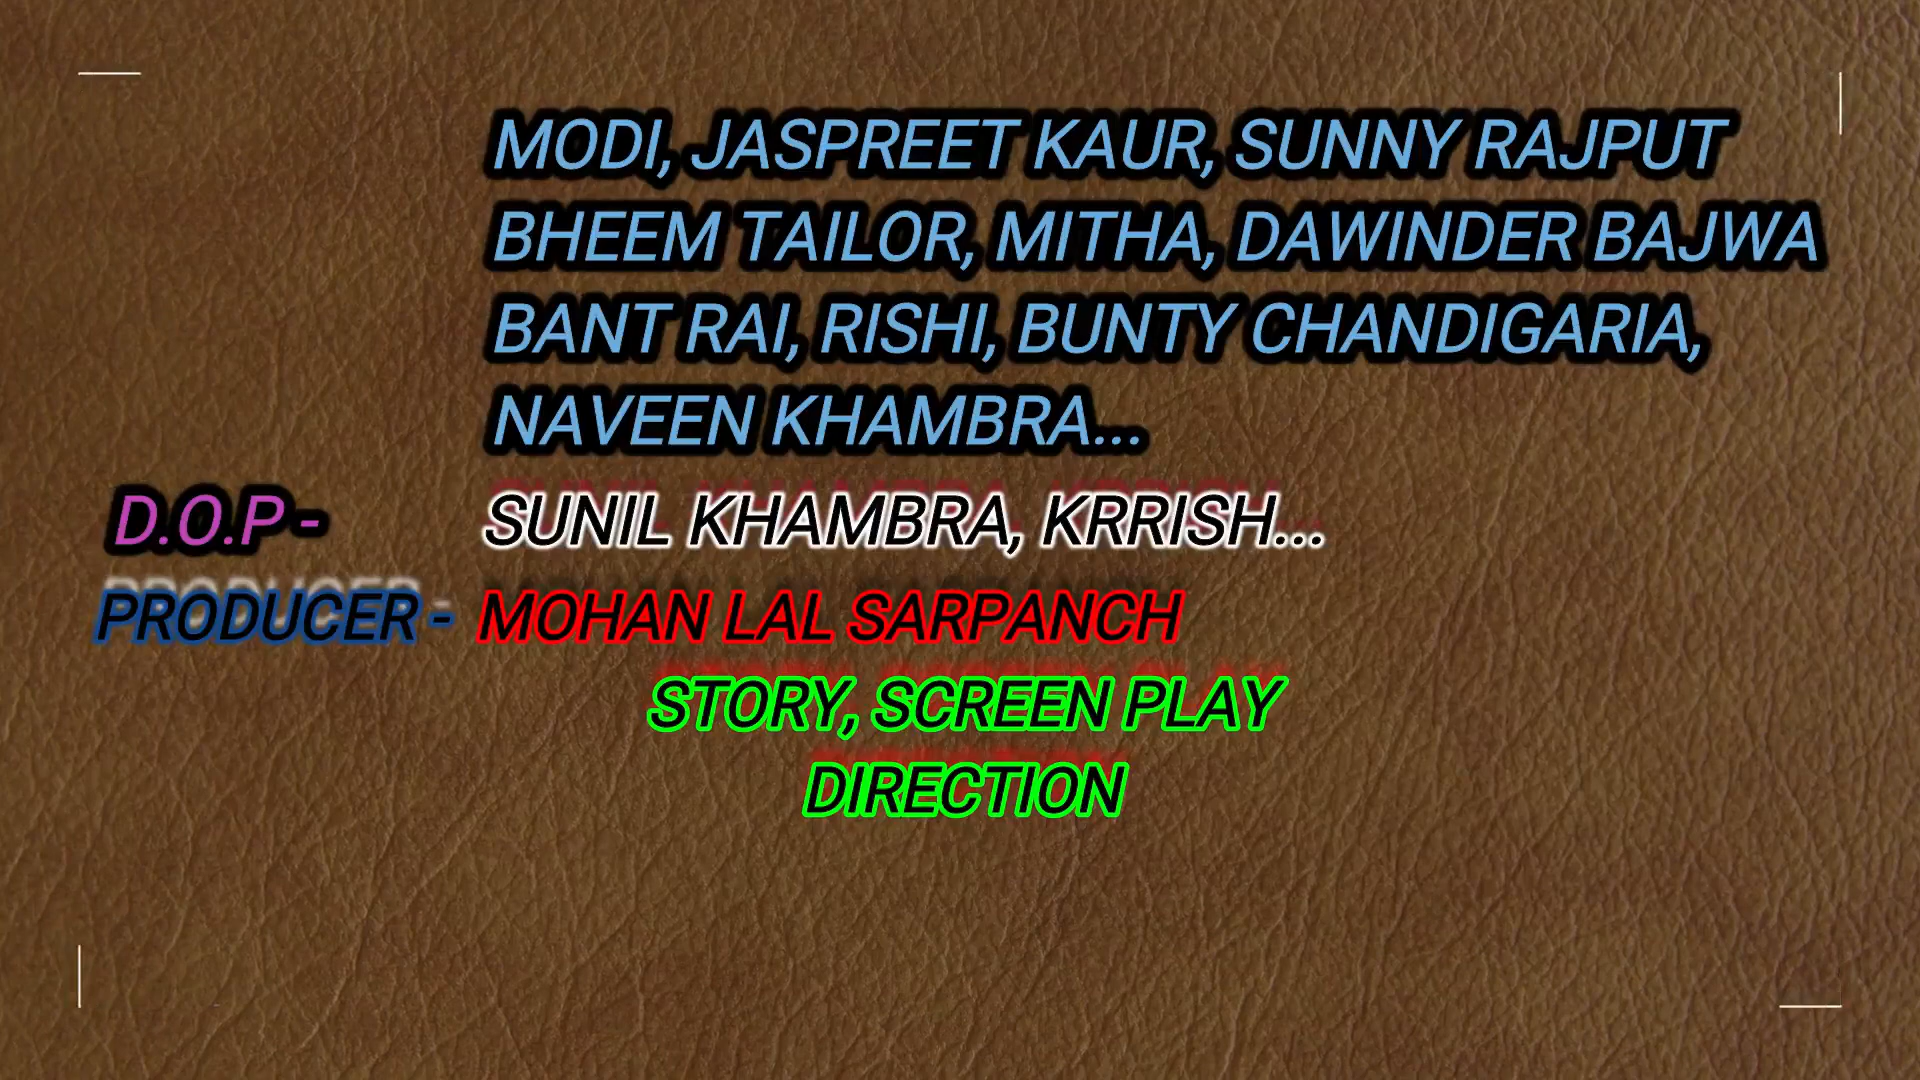 MODI, JASPREET KAUR, SUNNY RAJPUT
BHEEM TAILOR, MITHA, DAWINDER BAJWA
BANT RAI, RISHI, BUNTY CHANDIGARIA,
NAVEEN KHAMBRA...
D.O.P - SUNIL KHAMBRA, KRRISH...
PRODUCER - MOHAN LAL SARPANCH
STORY, SCREEN PLAY
DIRECTION